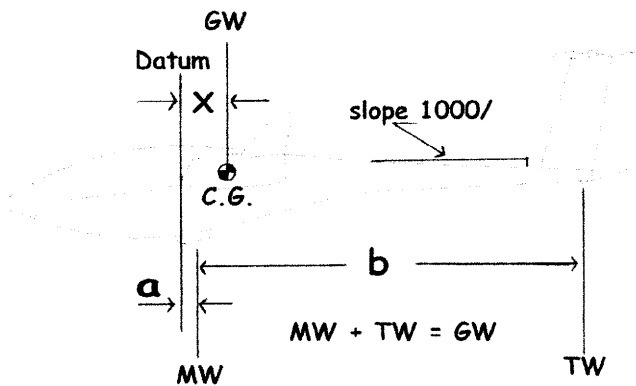 GW
Datum
X
slope 1000/
C.G.
b
a
MW + TW = GW
MW
TW